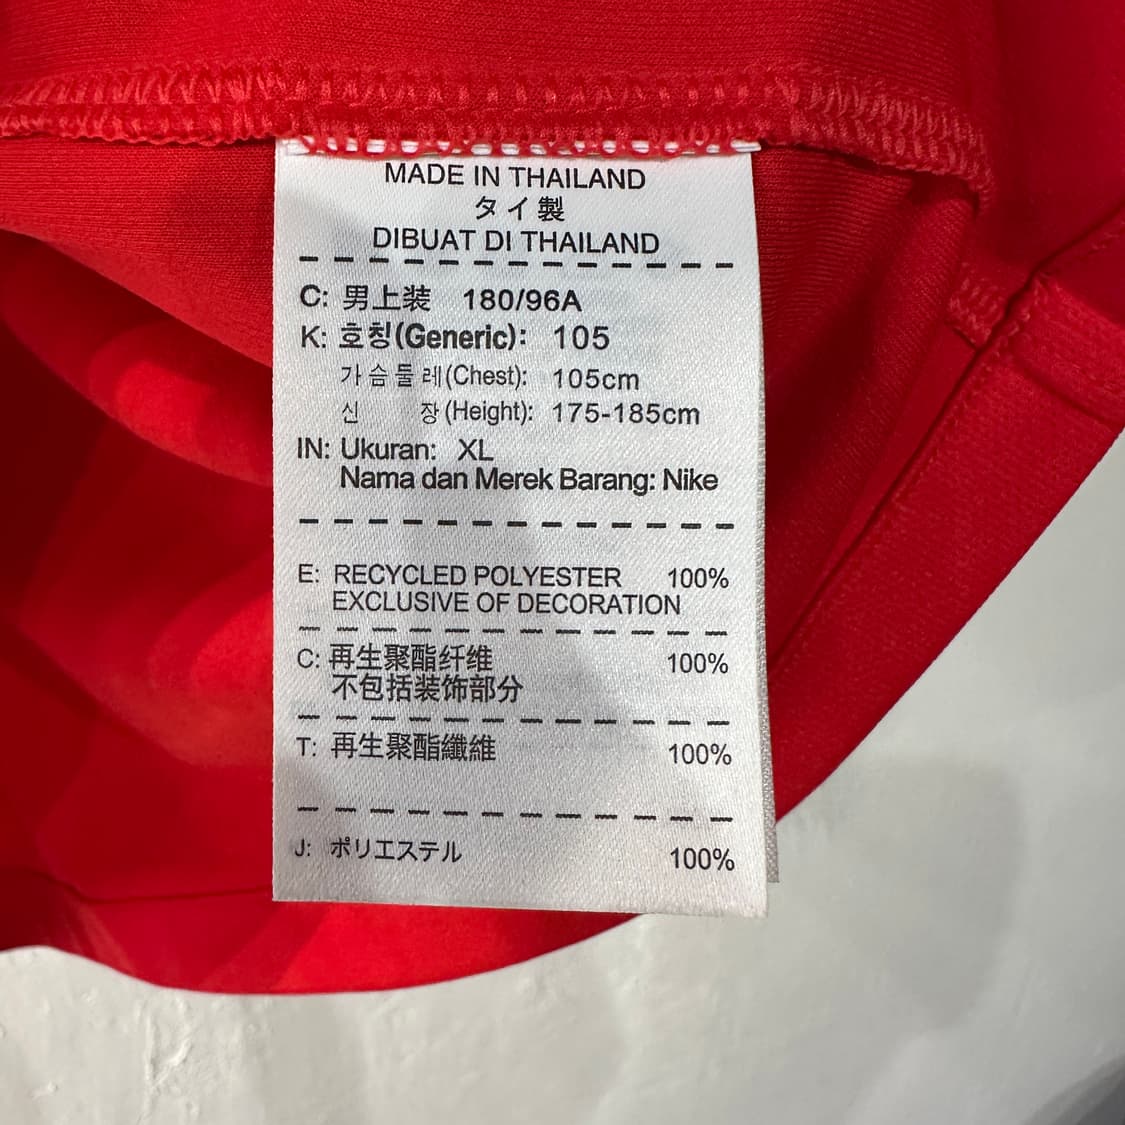 MADE IN THAILAND
タイ製
DIBUAT DI THAILAND
C: 男上装 180/96A
K: 호칭(Generic): 105
가슴둘레(Chest): 105cm
신 장(Height): 175-185cm
IN: Ukuran: XL
Nama dan Merek Barang: Nike
E: RECYCLED POLYESTER 100%
EXCLUSIVE OF DECORATION
C: 再生聚酯纤维 100%
不包括装饰部分
T: 再生聚酯纖維 100%
J: ポリエステル 100%